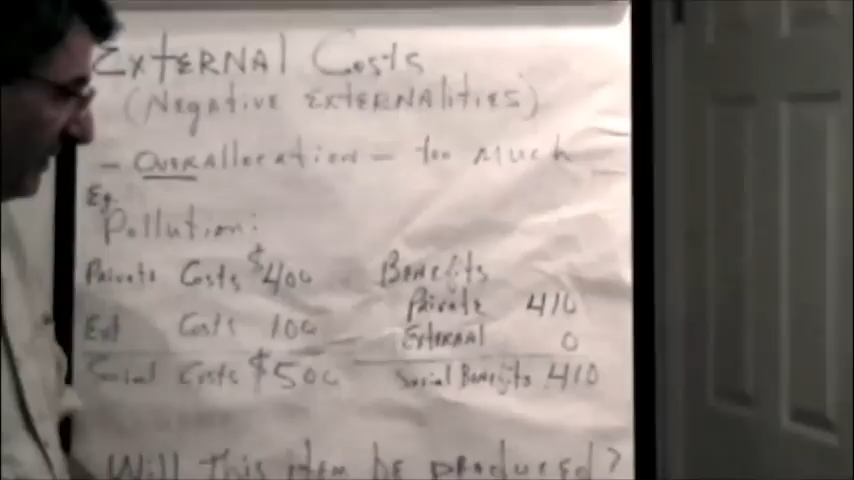 External Costs
(Negative Externalities)
- Overallocation - too much
Eg.
Pollution:
Private Costs $400 Benefits
Private 410
Ext Costs 100 External 0
Social Costs $500 Social Benefits 410
Will this item be produced?